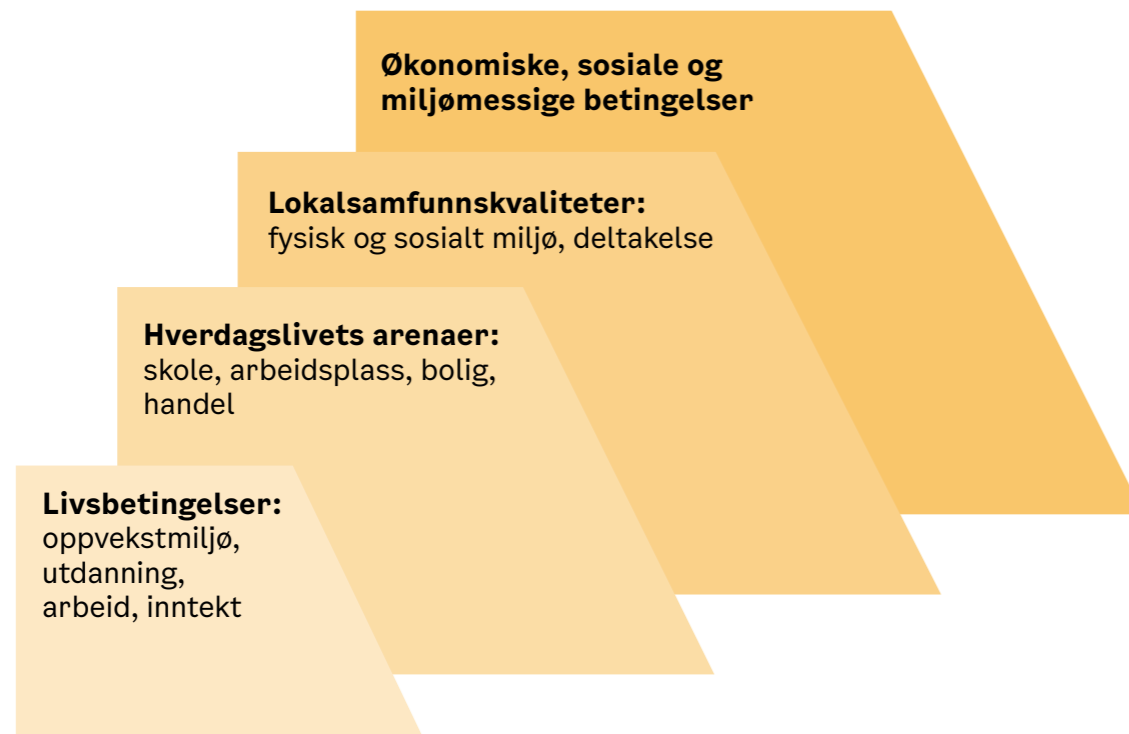 Økonomiske, sosiale og
miljømessige betingelser
Lokalsamfunnskvaliteter:
fysisk og sosialt miljø, deltakelse
Hverdagslivets arenaer:
skole, arbeidsplass, bolig,
handel
Livsbetingelser:
oppvekstmiljø,
utdanning,
arbeid, inntekt